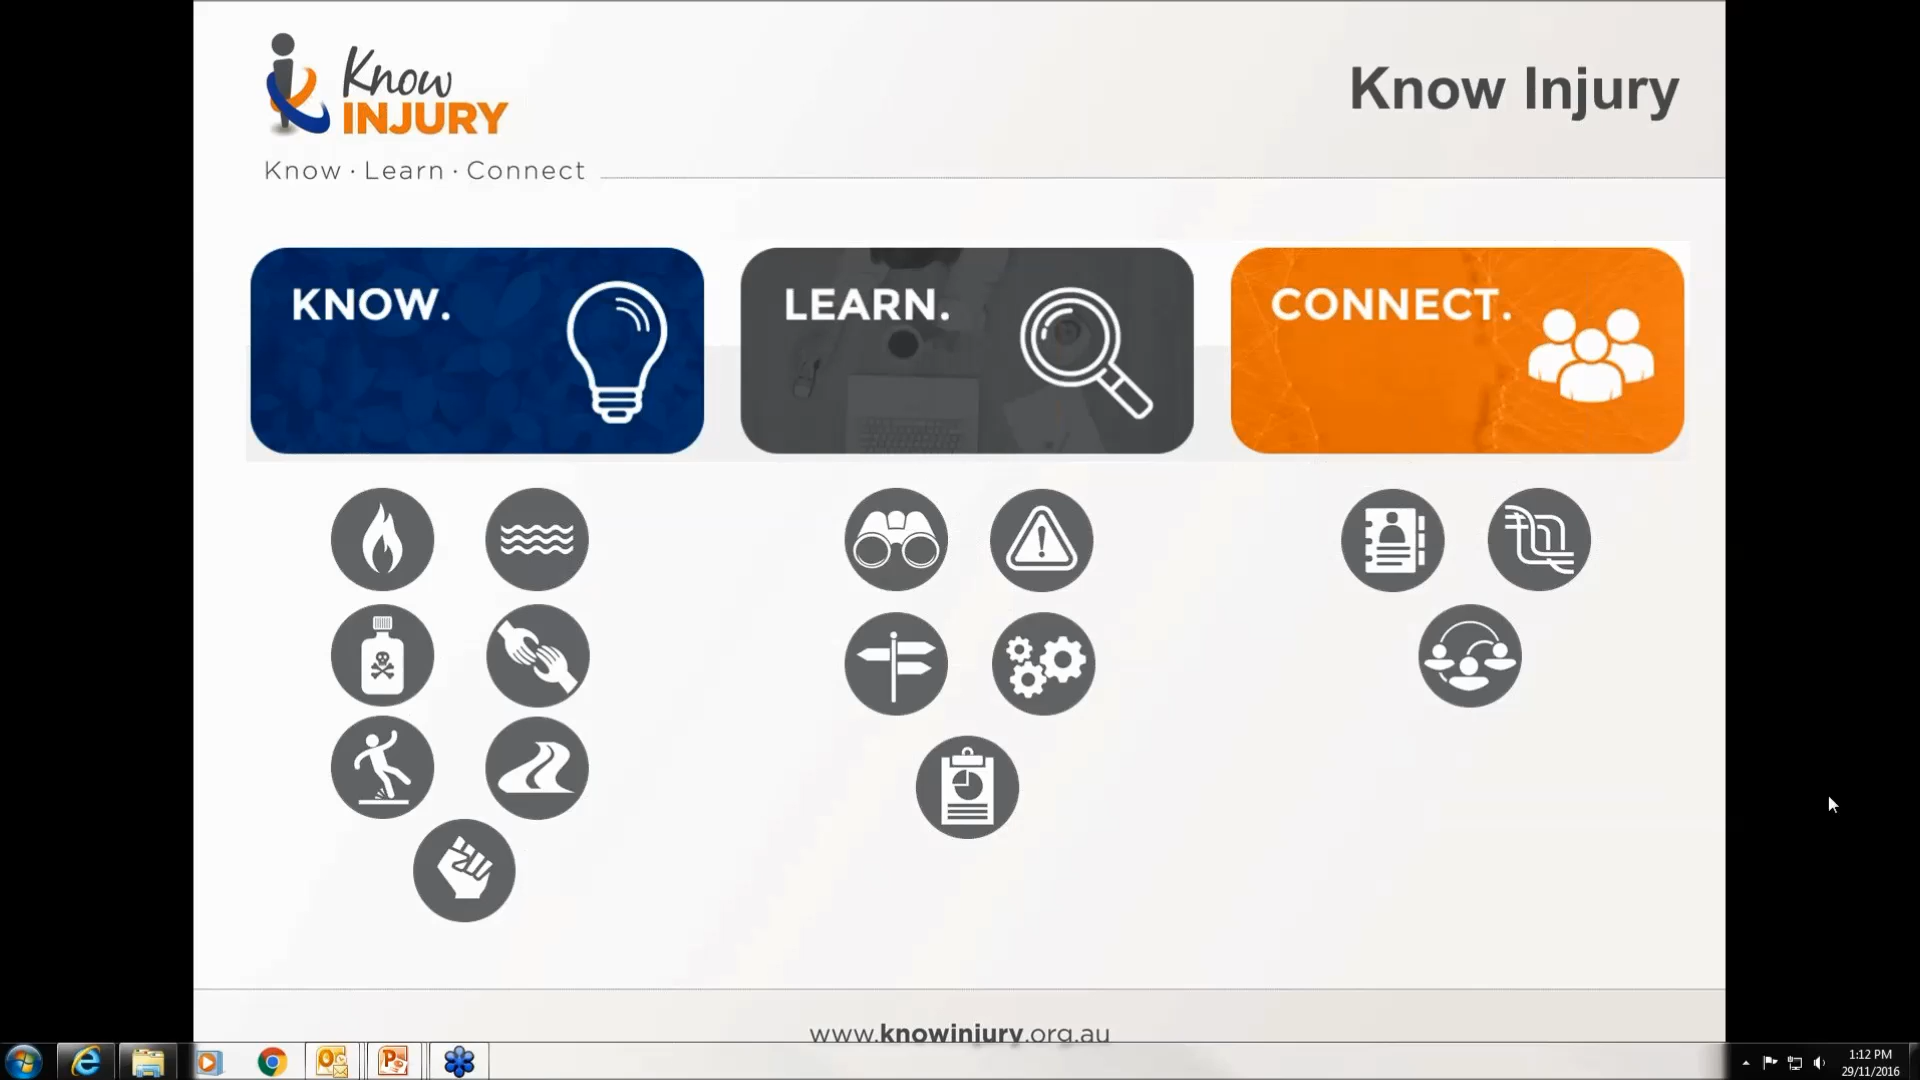 Know
INJURY
Know Injury
Know · Learn · Connect
KNOW.
LEARN.
CONNECT.
www.knowinjury.org.au
1:12 PM
29/11/2016